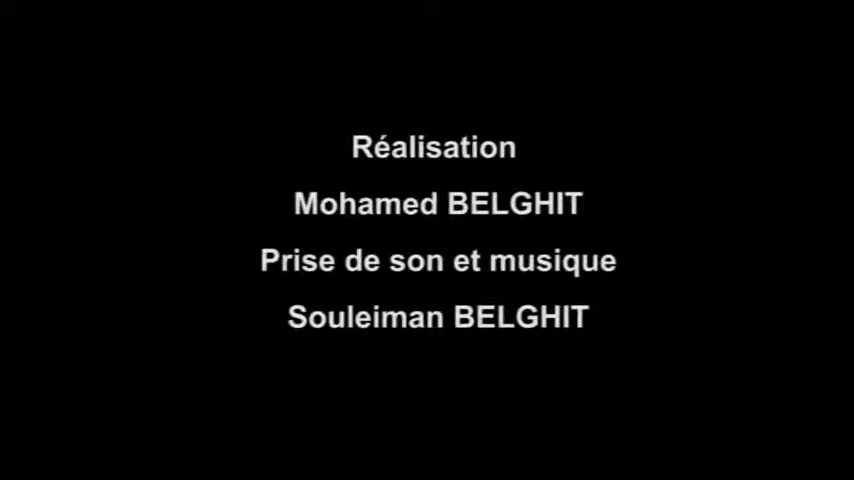 Réalisation
Mohamed BELGHIT
Prise de son et musique
Souleiman BELGHIT